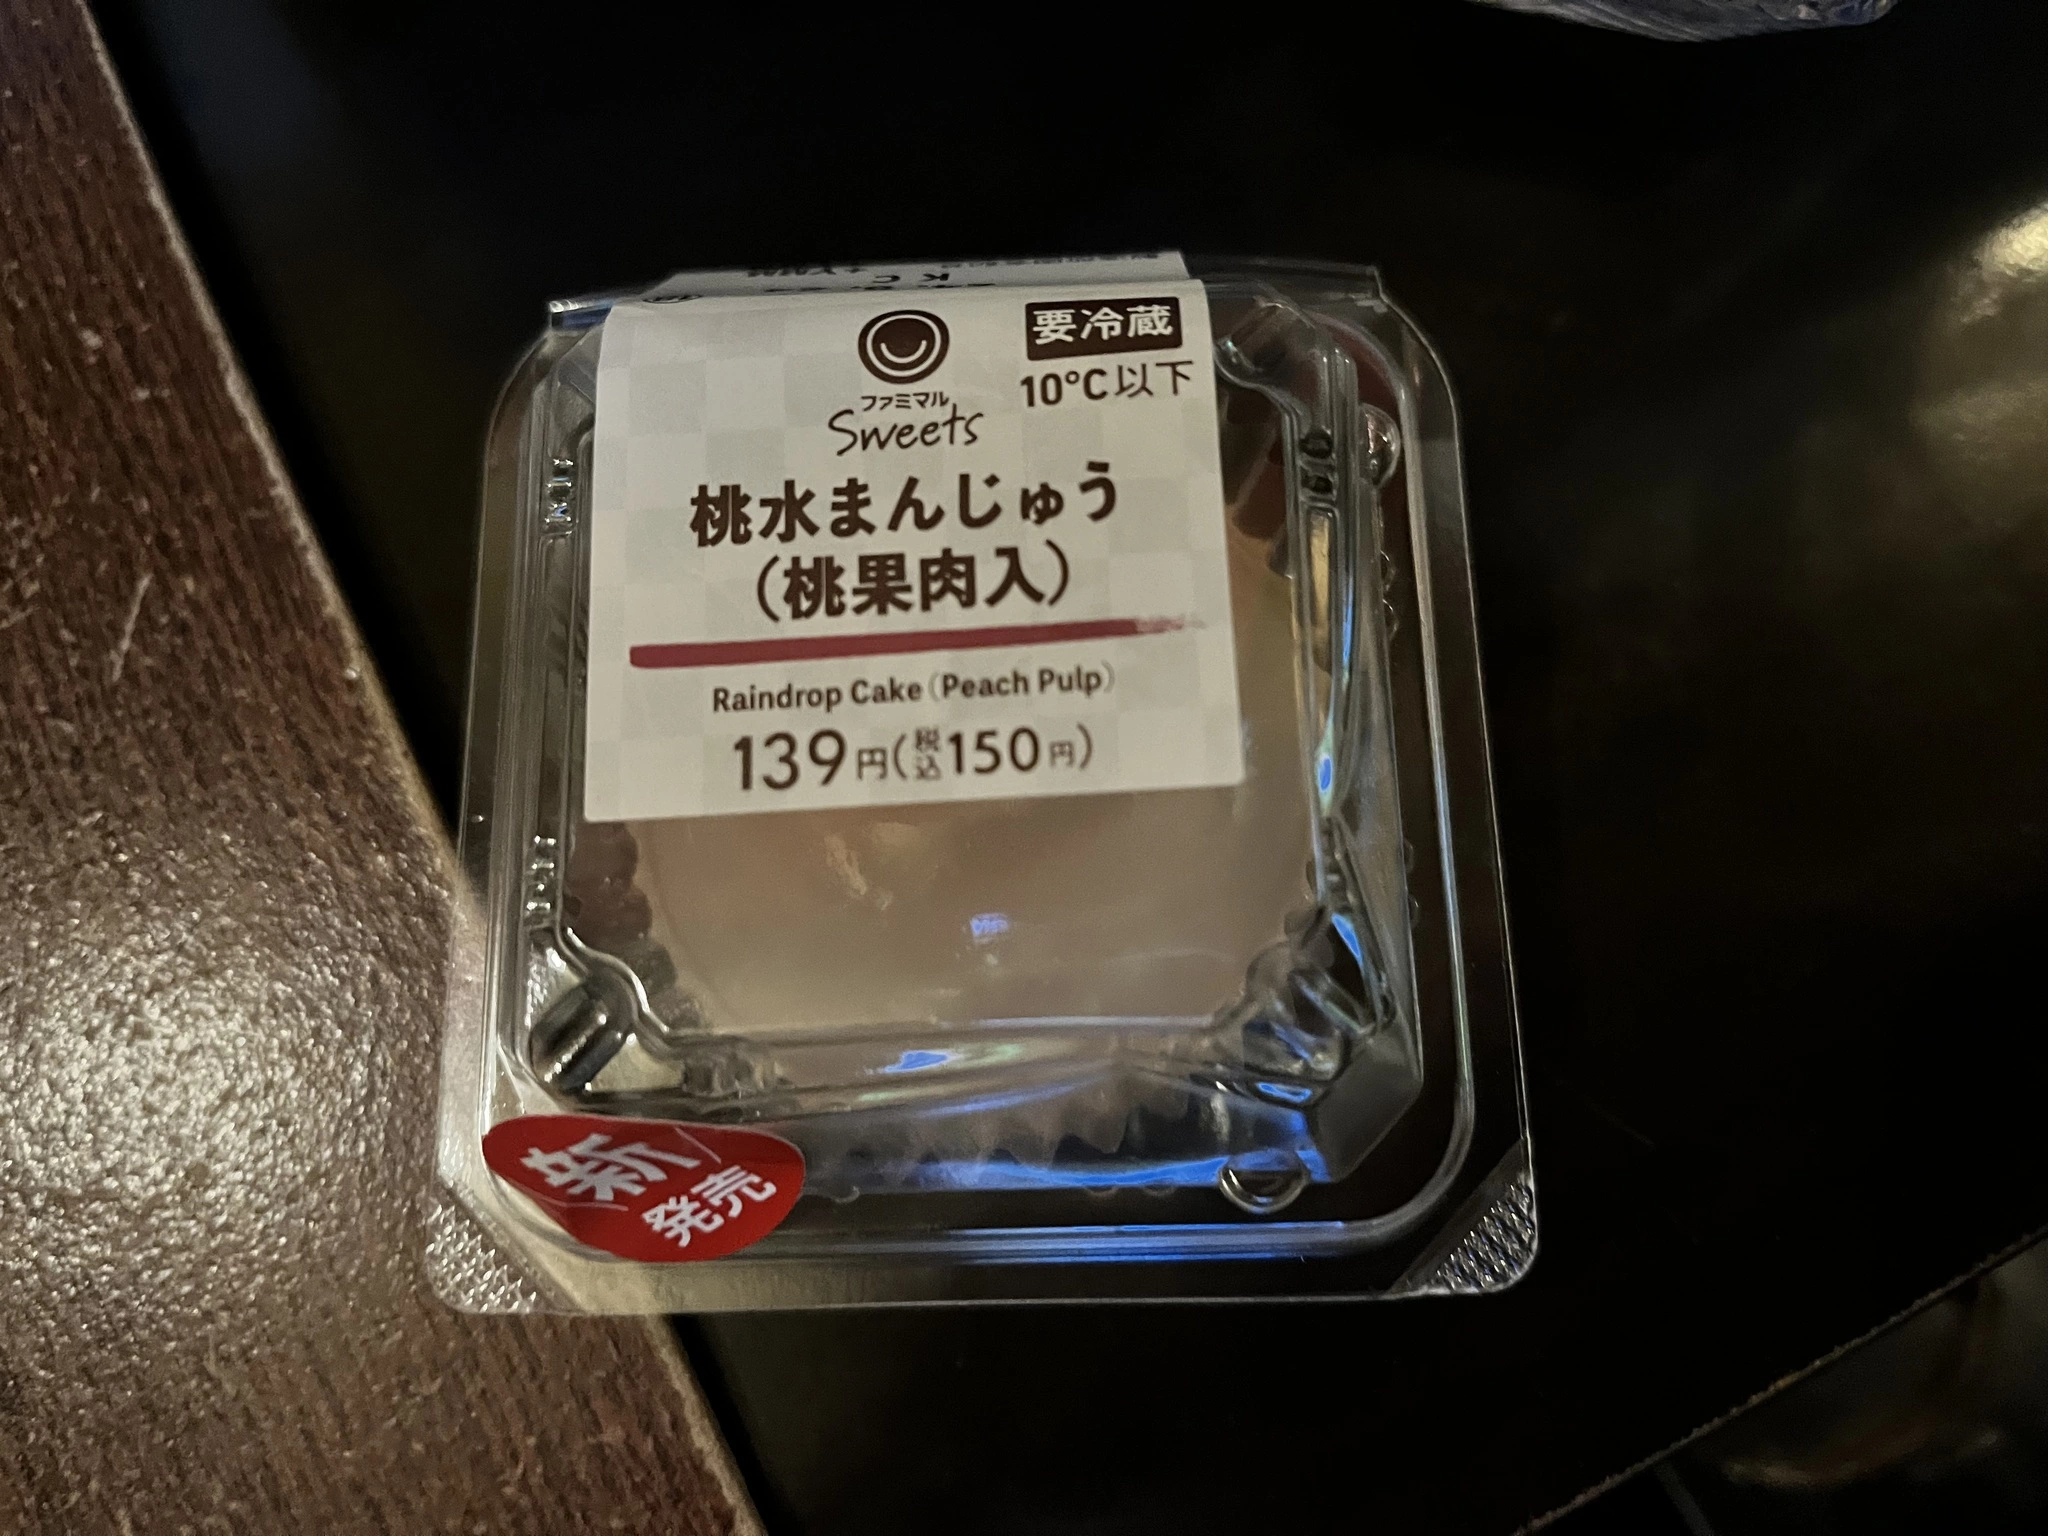 要冷蔵
10℃以下
ファミマル
Sweets
桃水まんじゅう
(桃果肉入)
Raindrop Cake(Peach Pulp)
139円(税込150円)
新
発売